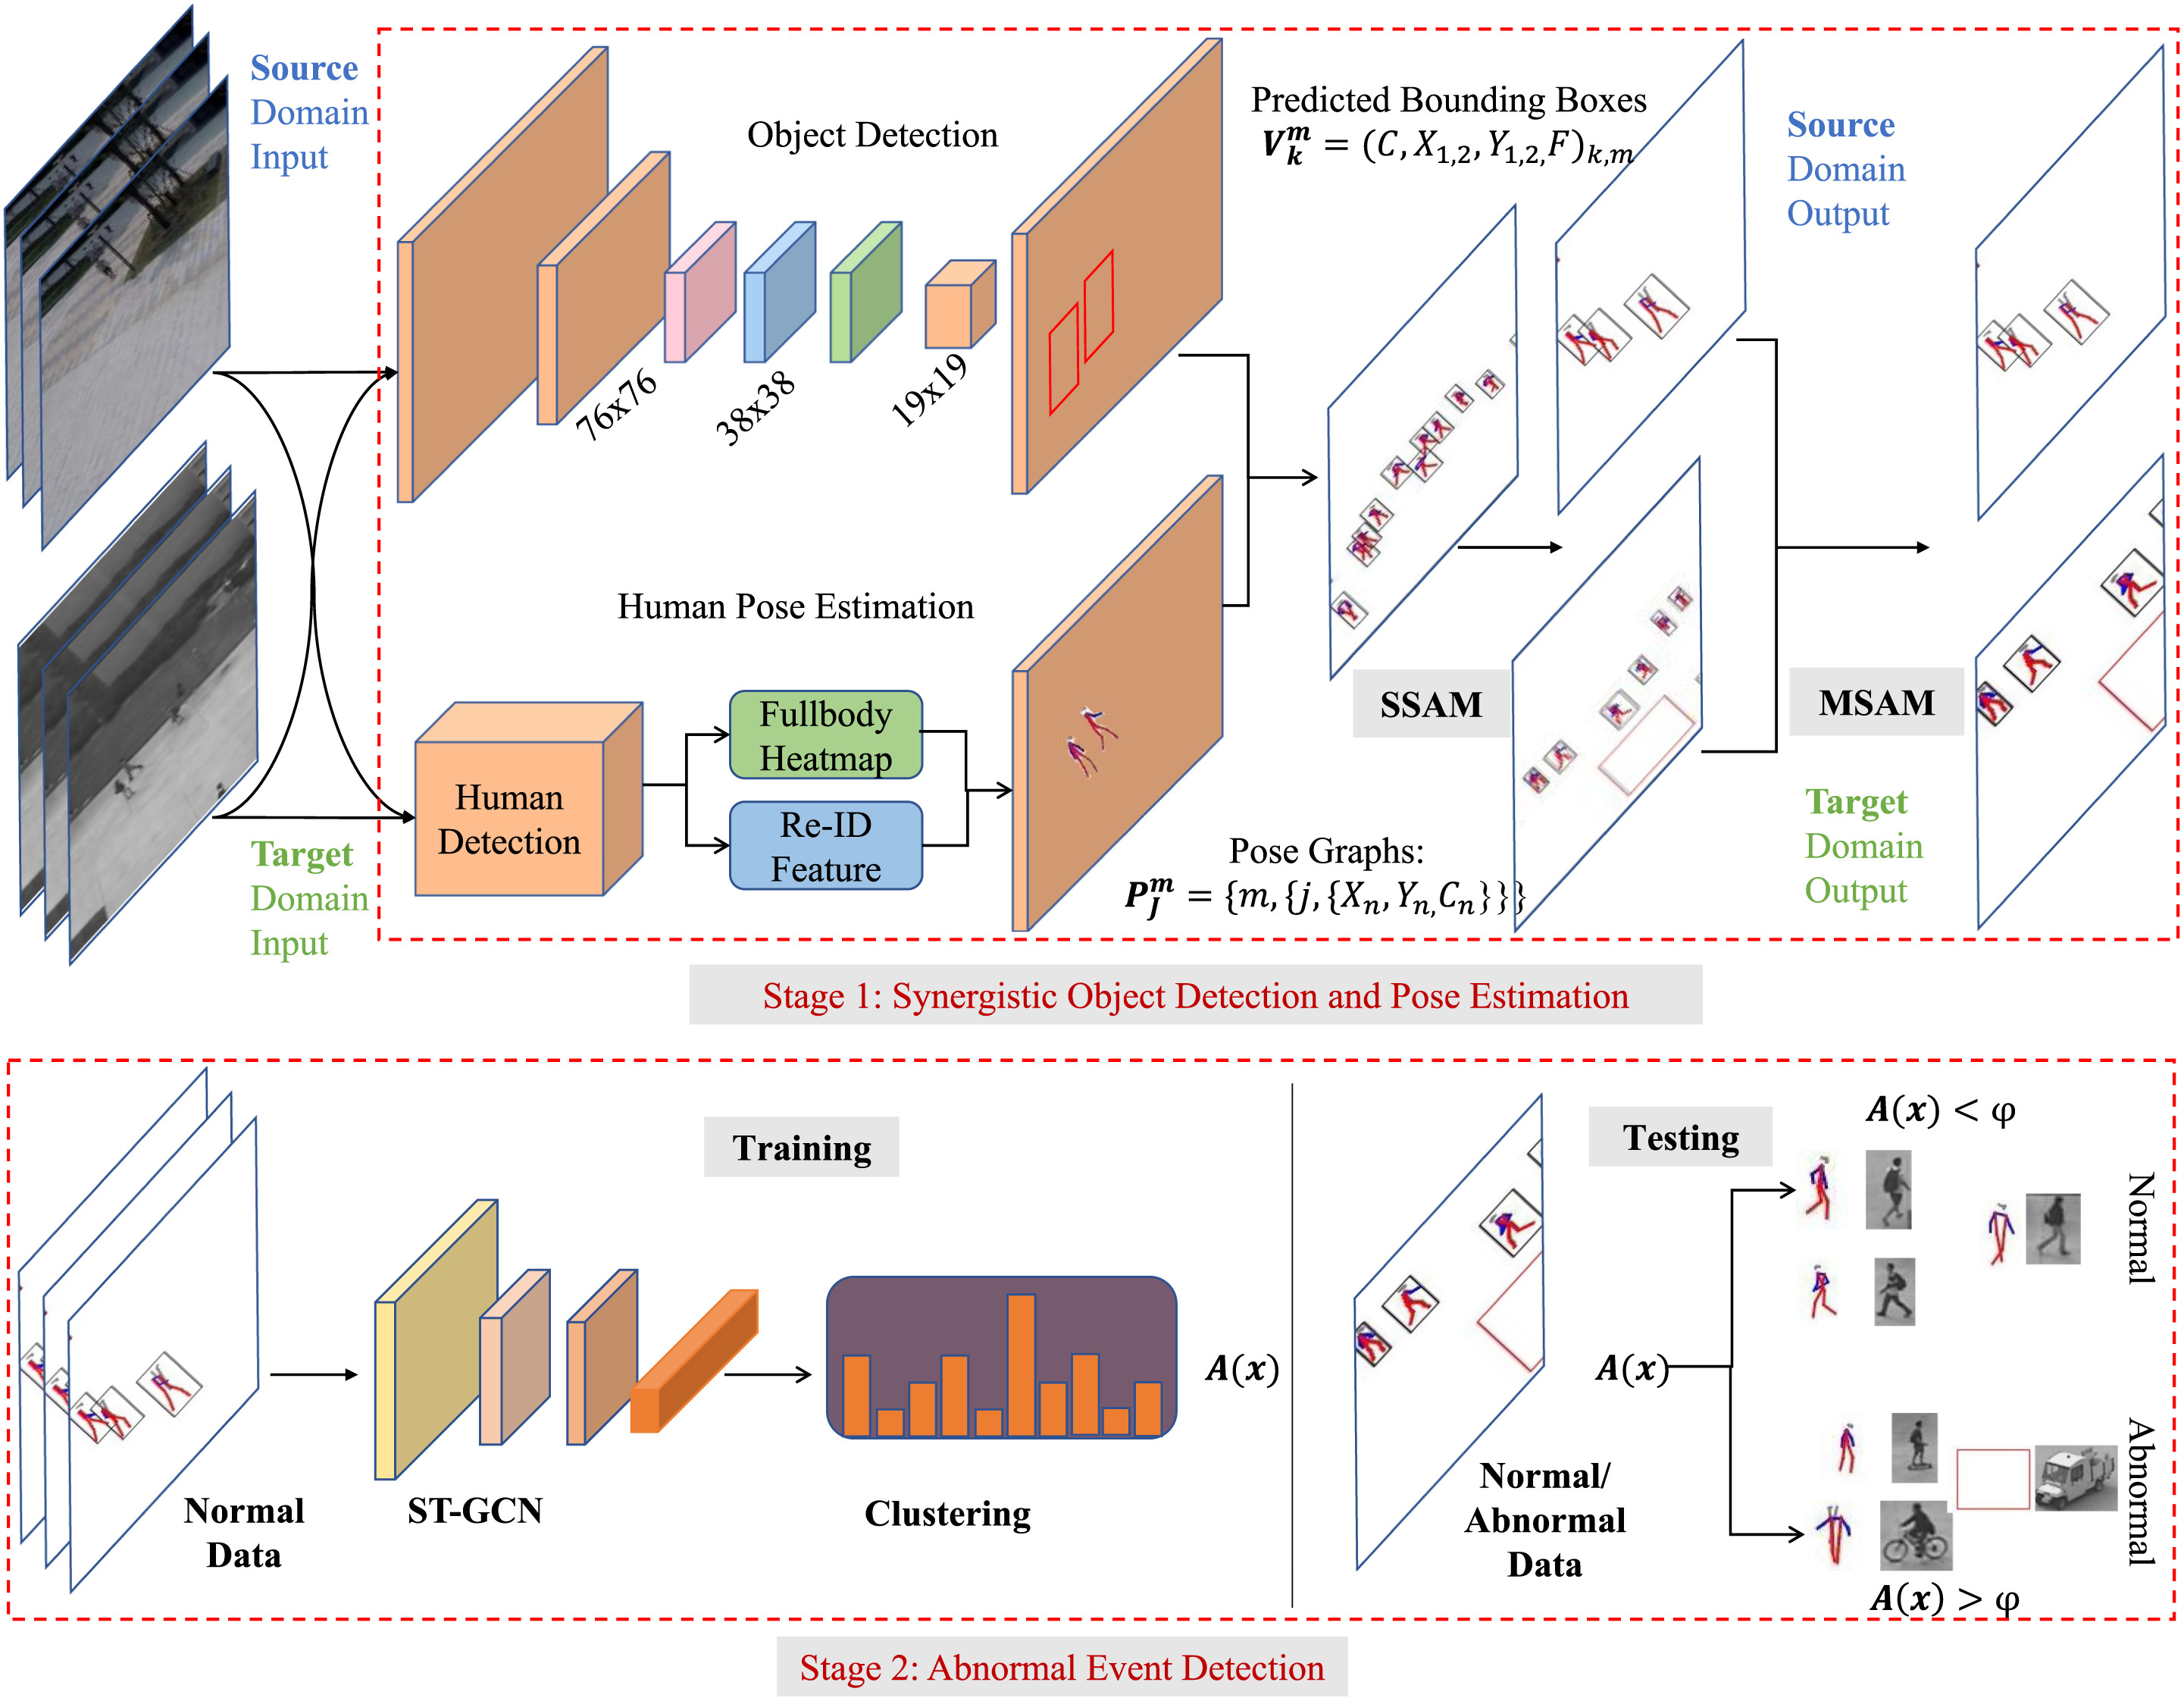 Source
Domain
Input
Object Detection
Predicted Bounding Boxes
V_k^m = (C, X_{1,2}, Y_{1,2,} F)_{k,m}
Source
Domain
Output
76x76
38x38
19x19
Human Pose Estimation
Fullbody
Heatmap
Human
Detection
Re-ID
Feature
SSAM
MSAM
Target
Domain
Input
Pose Graphs:
P_J^m = {m, {j, {X_n, Y_{n,} C_n}}}
Target
Domain
Output
Stage 1: Synergistic Object Detection and Pose Estimation
Training
Normal
Data
ST-GCN
Clustering
A(x)
Testing
A(x) < φ
Normal
A(x)
Normal/
Abnormal
Data
Abnormal
A(x) > φ
Stage 2: Abnormal Event Detection